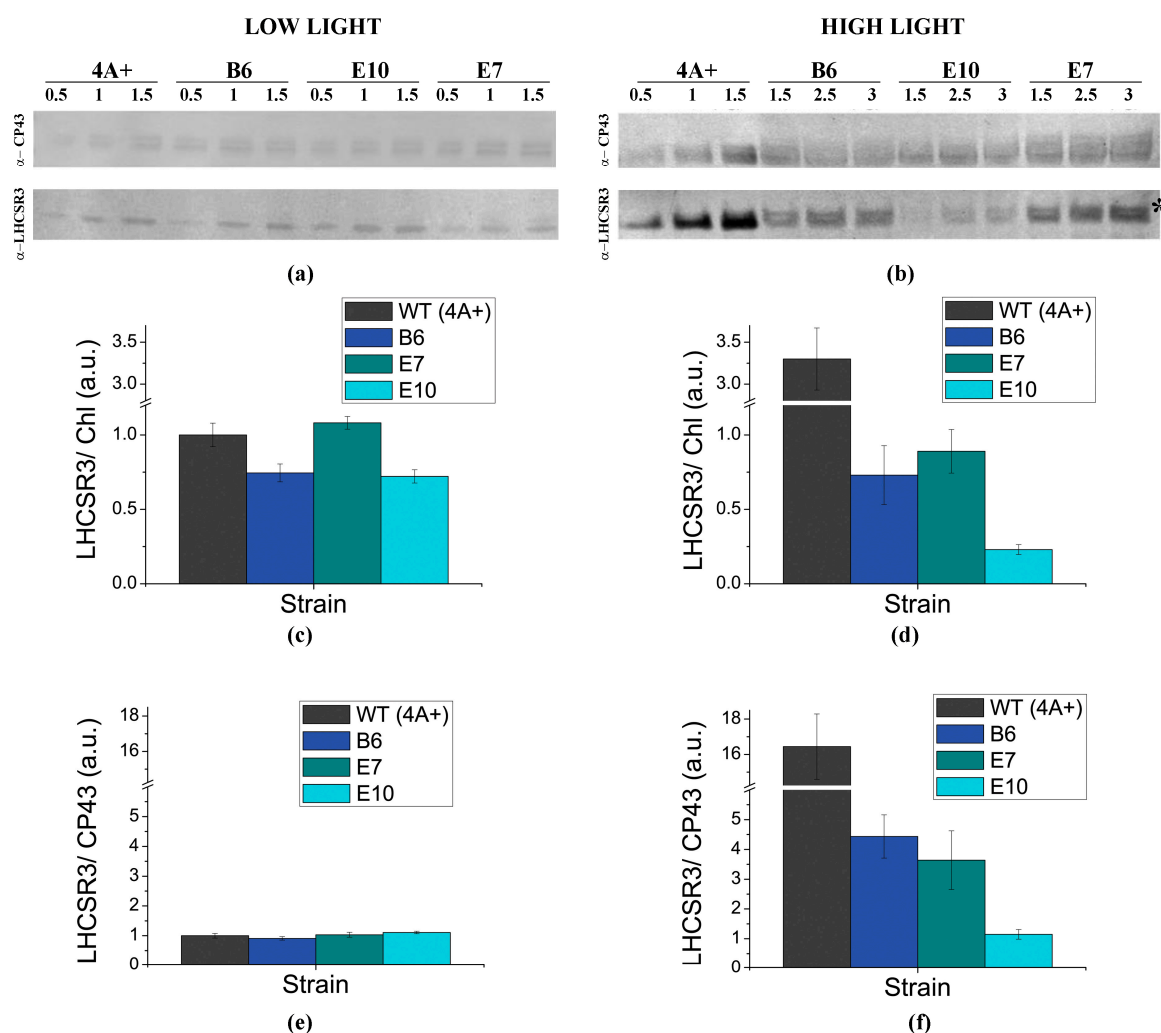 LOW LIGHT
4A+ B6 E10 E7
0.5 1 1.5 0.5 1 1.5 0.5 1 1.5 0.5 1 1.5
α– CP43
α–LHCSR3
(a)
HIGH LIGHT
4A+ B6 E10 E7
0.5 1 1.5 1.5 2.5 3 1.5 2.5 3 1.5 2.5 3
α– CP43
α–LHCSR3
*
(b)
WT (4A+)
B6
E7
E10
LHCSR3/ Chl (a.u.)
3.5
3.0
1.0
0.5
0.0
Strain
(c)
WT (4A+)
B6
E7
E10
LHCSR3/ Chl (a.u.)
3.5
3.0
1.0
0.5
0.0
Strain
(d)
WT (4A+)
B6
E7
E10
LHCSR3/ CP43 (a.u.)
18
16
5
4
3
2
1
0
Strain
(e)
WT (4A+)
B6
E7
E10
LHCSR3/ CP43 (a.u.)
18
16
5
4
3
2
1
0
Strain
(f)